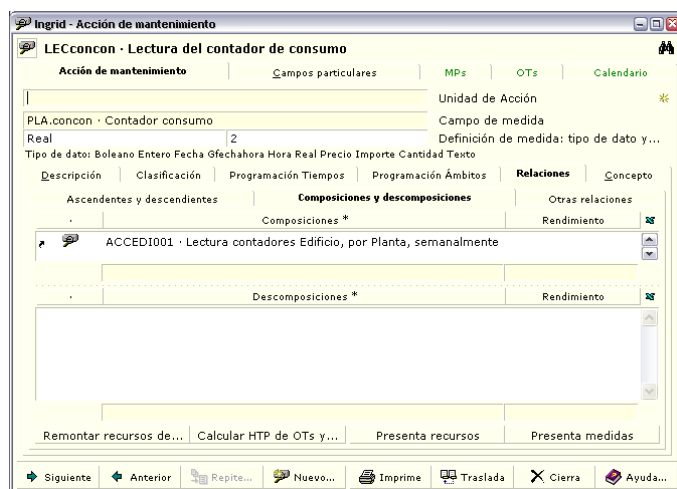 Ingrid - Acción de mantenimiento
LECconcon · Lectura del contador de consumo
Acción de mantenimiento Campos particulares MPs OTs Calendario
Unidad de Acción
PLA.concon · Contador consumo Campo de medida
Real 2 Definición de medida: tipo de dato y...
Tipo de dato: Boleano Entero Fecha Gfechahora Hora Real Precio Importe Cantidad Texto
Descripción Clasificación Programación Tiempos Programación Ámbitos Relaciones Concepto
Ascendentes y descendientes Composiciones y descomposiciones Otras relaciones
. Composiciones * Rendimiento
ACCEDI001 · Lectura contadores Edificio, por Planta, semanalmente
. Descomposiciones * Rendimiento
Remontar recursos de... Calcular HTP de OTs y... Presenta recursos Presenta medidas
Siguiente Anterior Repite... Nuevo... Imprime Traslada Cierra Ayuda...